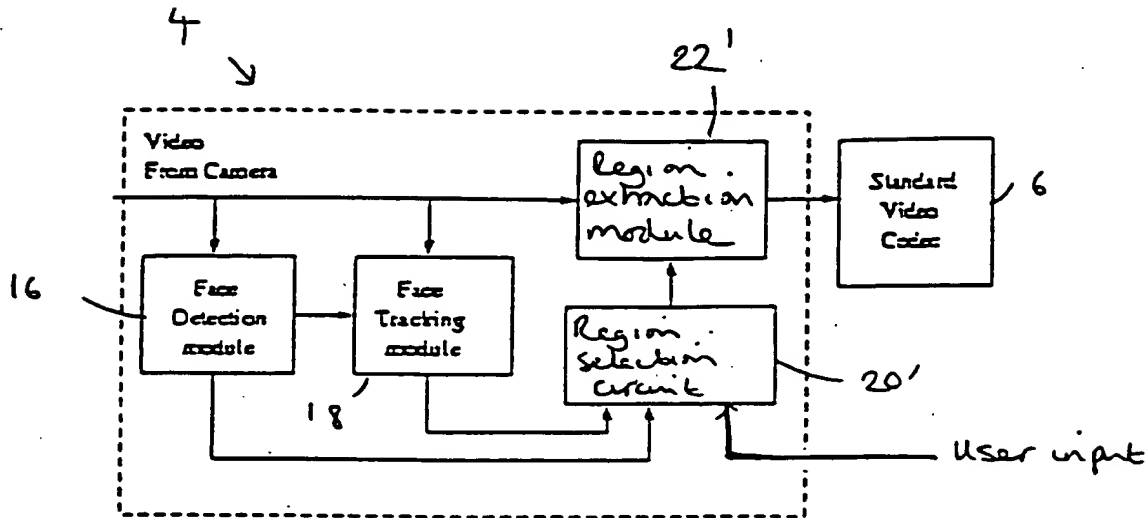 4
22'
Video
From Camera
Region
extraction
module
Standard
Video
Codec
6
16
Face
Detection
module
Face
Tracking
module
Region
selection
circuit
20'
18
User input